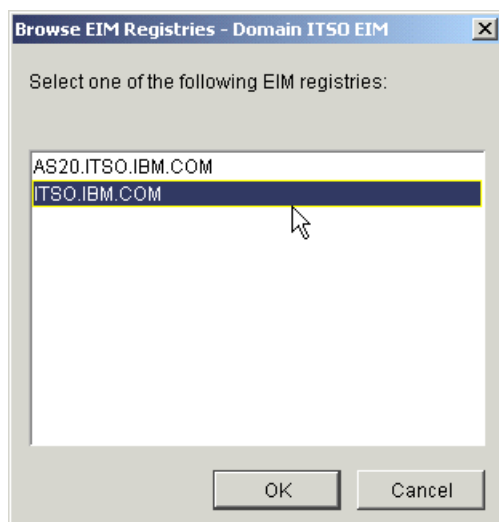 Browse EIM Registries - Domain ITSO EIM
Select one of the following EIM registries:
AS20.ITSO.IBM.COM
ITSO.IBM.COM
OK
Cancel